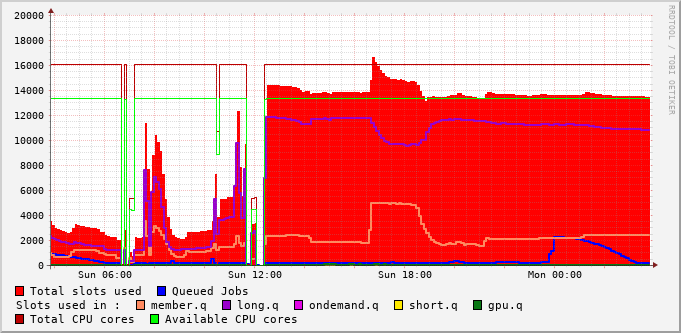 20000
18000
16000
14000
12000
10000
8000
6000
4000
2000
0
Sun 06:00 Sun 12:00 Sun 18:00 Mon 00:00
Total slots used Queued Jobs
Slots used in : member.q long.q ondemand.q short.q gpu.q
Total CPU cores Available CPU cores
RRDTOOL / TOBI OETIKER